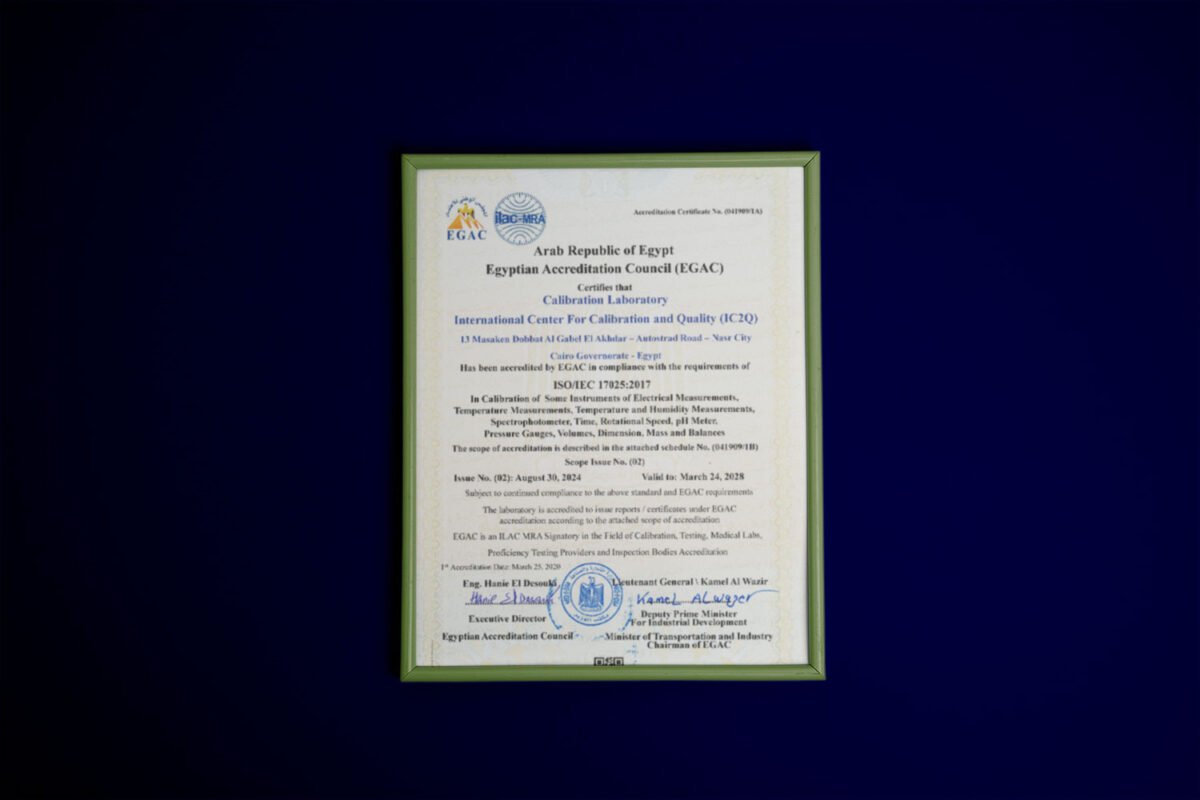 EGAC
ilac-MRA
Accreditation Certificate No. (041909/1A)
Arab Republic of Egypt
Egyptian Accreditation Council (EGAC)
Certifies that
Calibration Laboratory
International Center For Calibration and Quality (IC2Q)
13 Masaken Dobbat Al Gabel El Akhdar – Autostrad Road – Nasr City
Cairo Governorate - Egypt
Has been accredited by EGAC in compliance with the requirements of
ISO/IEC 17025:2017
In Calibration of Some Instruments of Electrical Measurements,
Temperature Measurements, Temperature and Humidity Measurements,
Spectrophotometer, Time, Rotational Speed, pH Meter,
Pressure Gauges, Volumes, Dimension, Mass and Balances
The scope of accreditation is described in the attached schedule No. (041909/1B)
Scope Issue No. (02)
Issue No. (02): August 30, 2024 Valid to: March 24, 2028
Subject to continued compliance to the above standard and EGAC requirements
The laboratory is accredited to issue reports / certificates under EGAC
accreditation according to the attached scope of accreditation
EGAC is an ILAC MRA Signatory in the Field of Calibration, Testing, Medical Labs,
Proficiency Testing Providers and Inspection Bodies Accreditation
1st Accreditation Date: March 25, 2020
Eng. Hanie El Desouki Lieutenant General \ Kamel Al Wazir
Hanie El Desouki Kamel ALwazer
Executive Director Deputy Prime Minister
For Industrial Development
Egyptian Accreditation Council Minister of Transportation and Industry
Chairman of EGAC